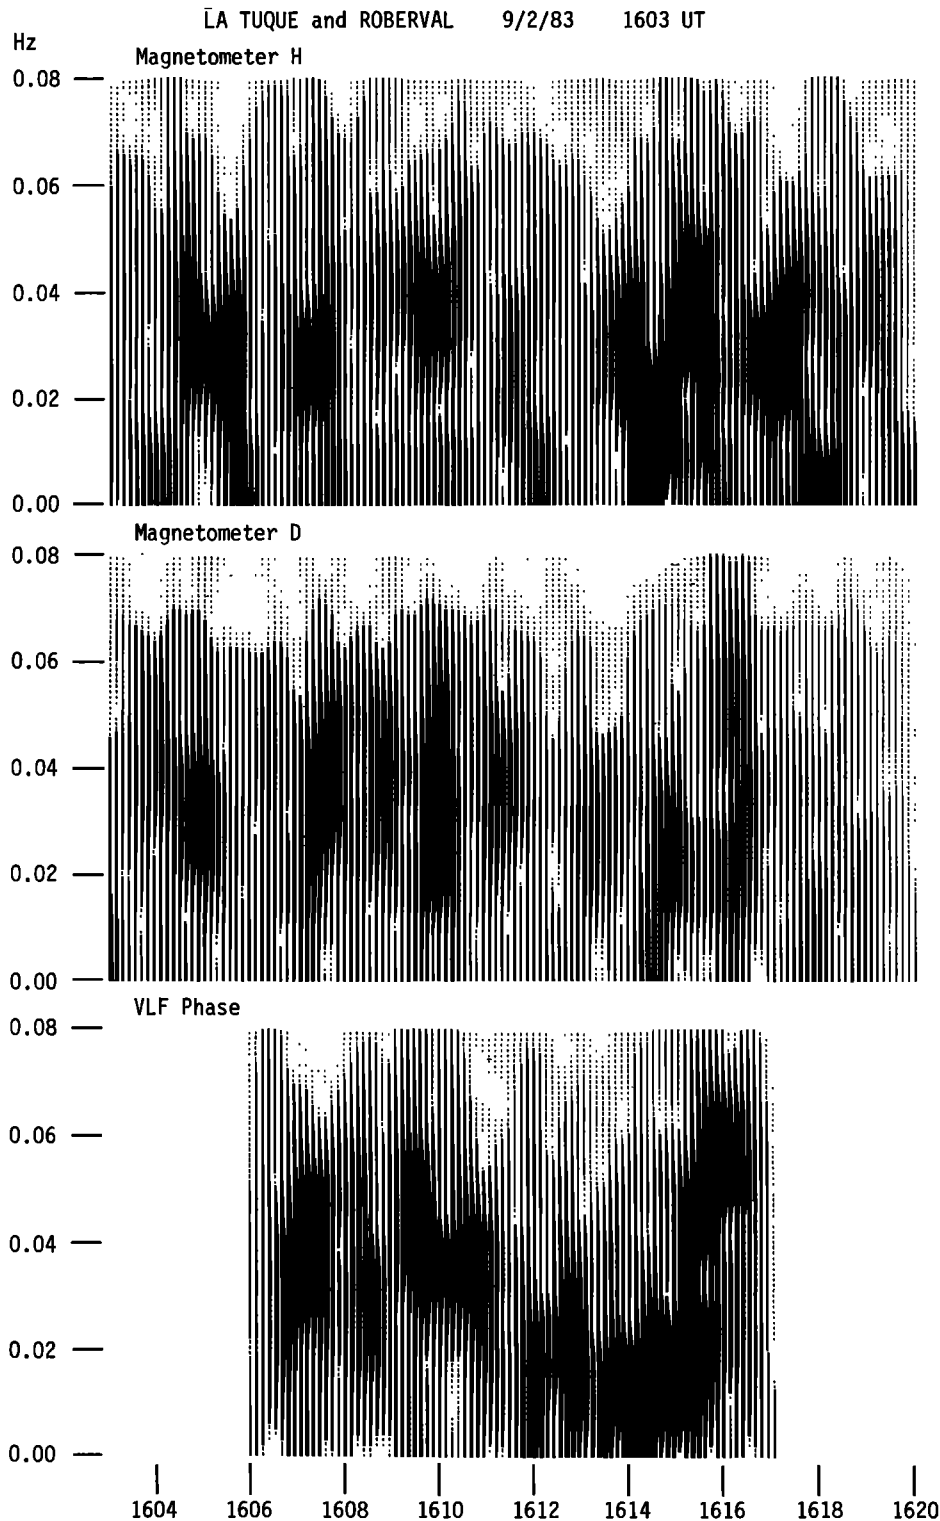 LA TUQUE and ROBERVAL 9/2/83 1603 UT
Hz
Magnetometer H
0.08
0.06
0.04
0.02
0.00
Magnetometer D
0.08
0.06
0.04
0.02
0.00
VLF Phase
0.08
0.06
0.04
0.02
0.00
1604 1606 1608 1610 1612 1614 1616 1618 1620